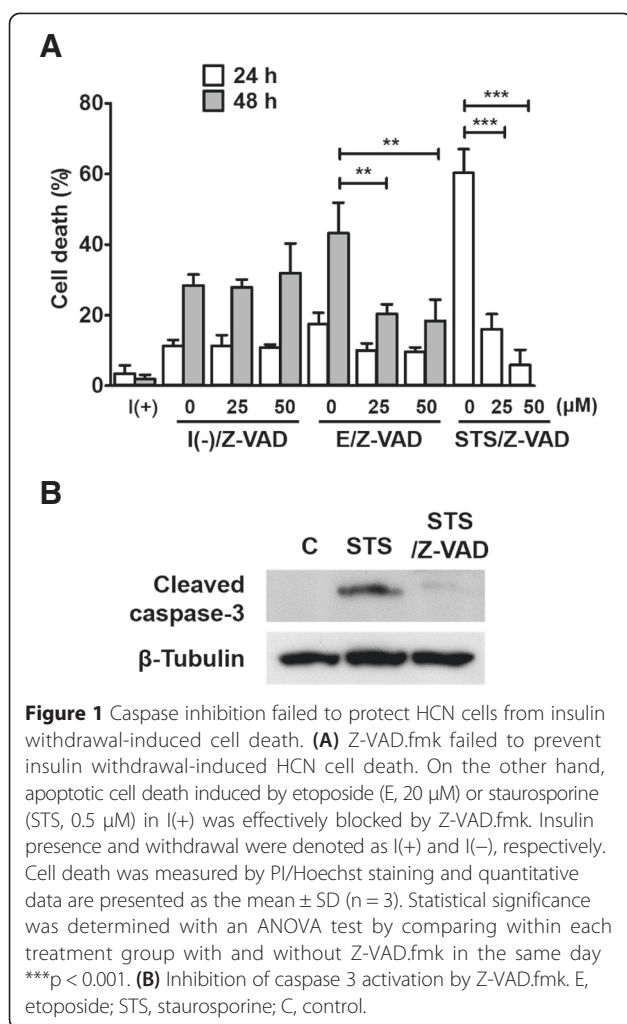 A
24 h
48 h
80
60
40
20
0
Cell death (%)
***
***
**
**
I(+) 0 25 50 0 25 50 0 25 50 (μM)
I(-)/Z-VAD E/Z-VAD STS/Z-VAD
B
C STS STS
/Z-VAD
Cleaved
caspase-3
β-Tubulin
Figure 1 Caspase inhibition failed to protect HCN cells from insulin
withdrawal-induced cell death. (A) Z-VAD.fmk failed to prevent
insulin withdrawal-induced HCN cell death. On the other hand,
apoptotic cell death induced by etoposide (E, 20 μM) or staurosporine
(STS, 0.5 μM) in I(+) was effectively blocked by Z-VAD.fmk. Insulin
presence and withdrawal were denoted as I(+) and I(−), respectively.
Cell death was measured by PI/Hoechst staining and quantitative
data are presented as the mean ± SD (n = 3). Statistical significance
was determined with an ANOVA test by comparing within each
treatment group with and without Z-VAD.fmk in the same day
***p < 0.001. (B) Inhibition of caspase 3 activation by Z-VAD.fmk. E,
etoposide; STS, staurosporine; C, control.